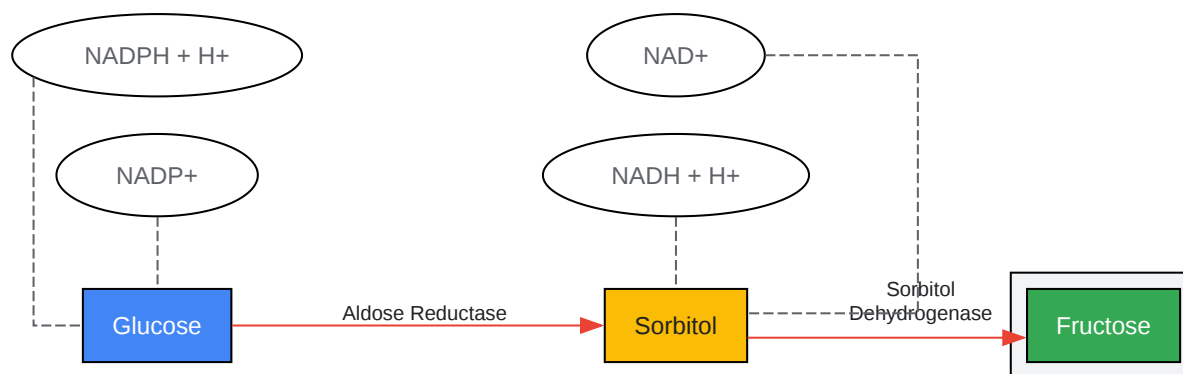 NADPH + H+
NAD+
NADP+
NADH + H+
Glucose
Aldose Reductase
Sorbitol
Sorbitol
Dehydrogenase
Fructose